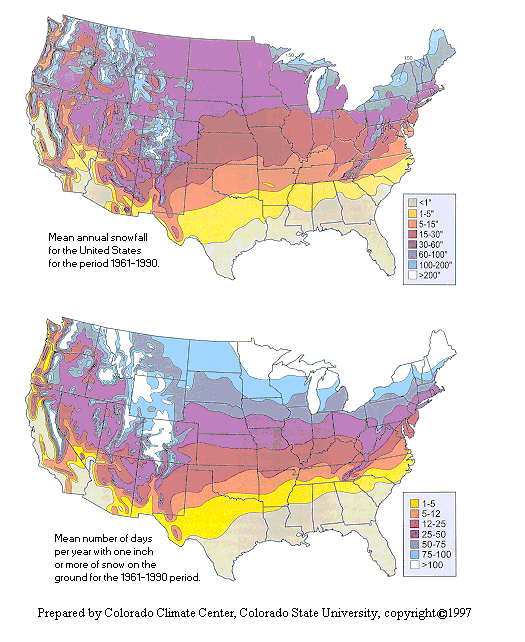 150
150
Mean annual snowfall
for the United States
for the period 1961-1990.
<1"
1-5"
5-15"
15-30"
30-60"
60-100"
100-200"
>200"
Mean number of days
per year with one inch
or more of snow on the
ground for the 1961-1990 period.
1-5
5-12
12-25
25-50
50-75
75-100
>100
Prepared by Colorado Climate Center, Colorado State University, copyright©1997